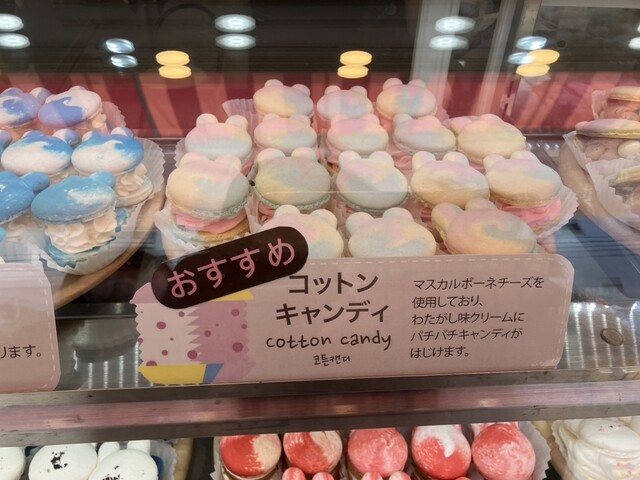 おすすめ
コットン
キャンディ
cotton candy
코튼캔디
マスカルポーネチーズを
使用しており、
わたがし味クリームに
パチパチキャンディが
はじけます。
ります。